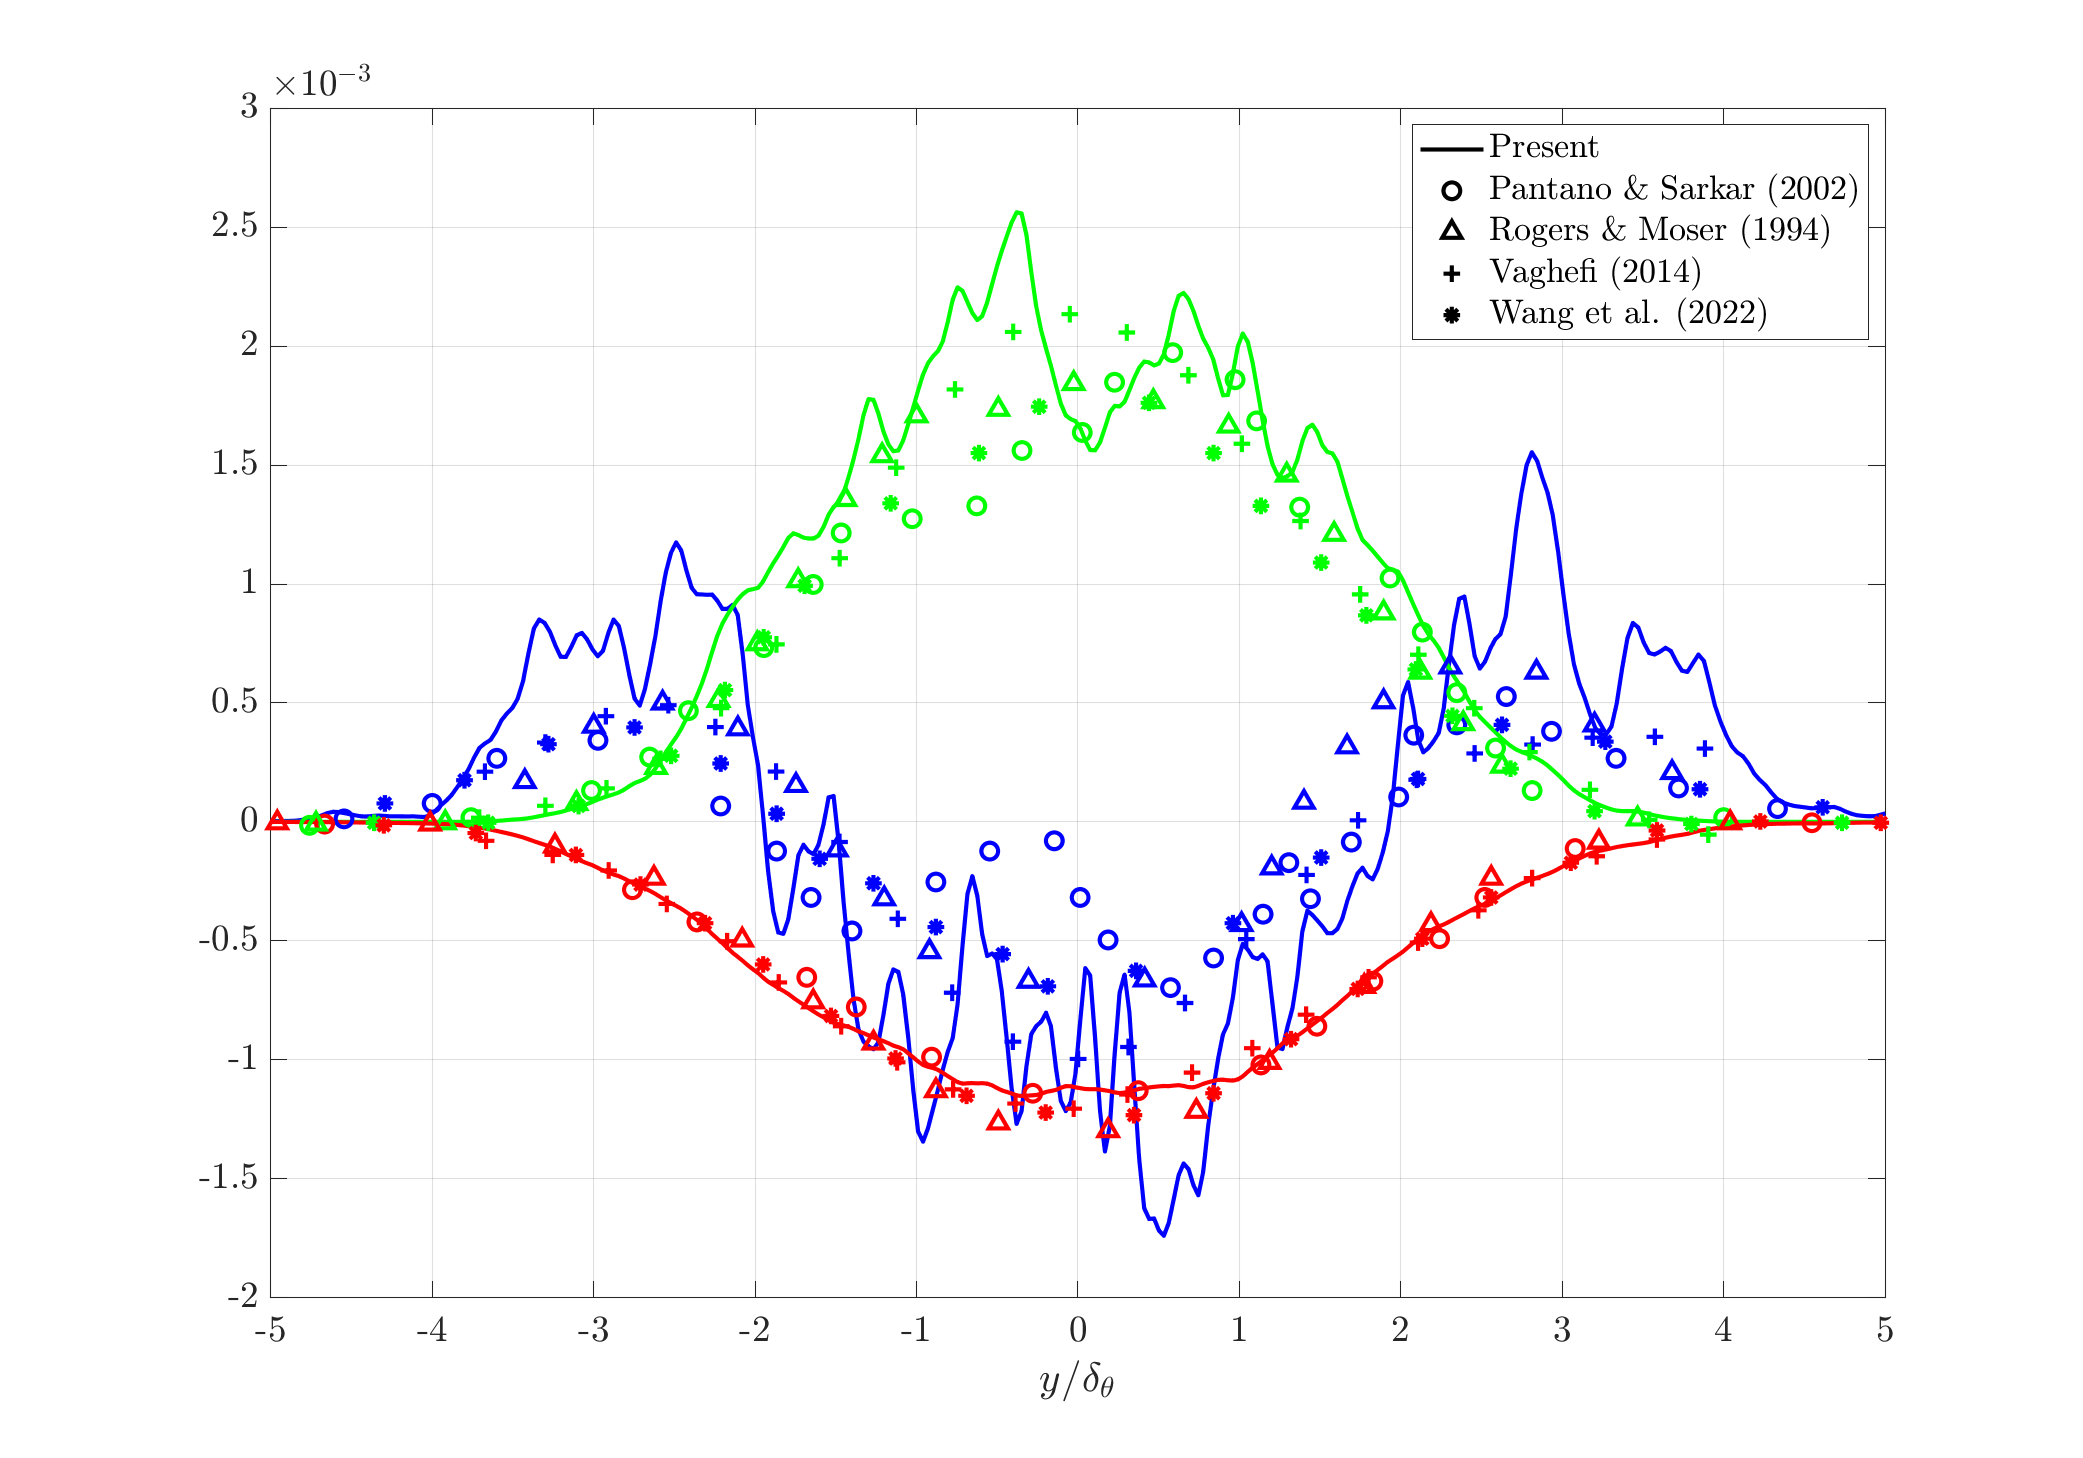 ×10⁻³
3
2.5
2
1.5
1
0.5
0
-0.5
-1
-1.5
-2
-5 -4 -3 -2 -1 0 1 2 3 4 5
y/δ_θ
Present
Pantano & Sarkar (2002)
Rogers & Moser (1994)
Vaghefi (2014)
Wang et al. (2022)